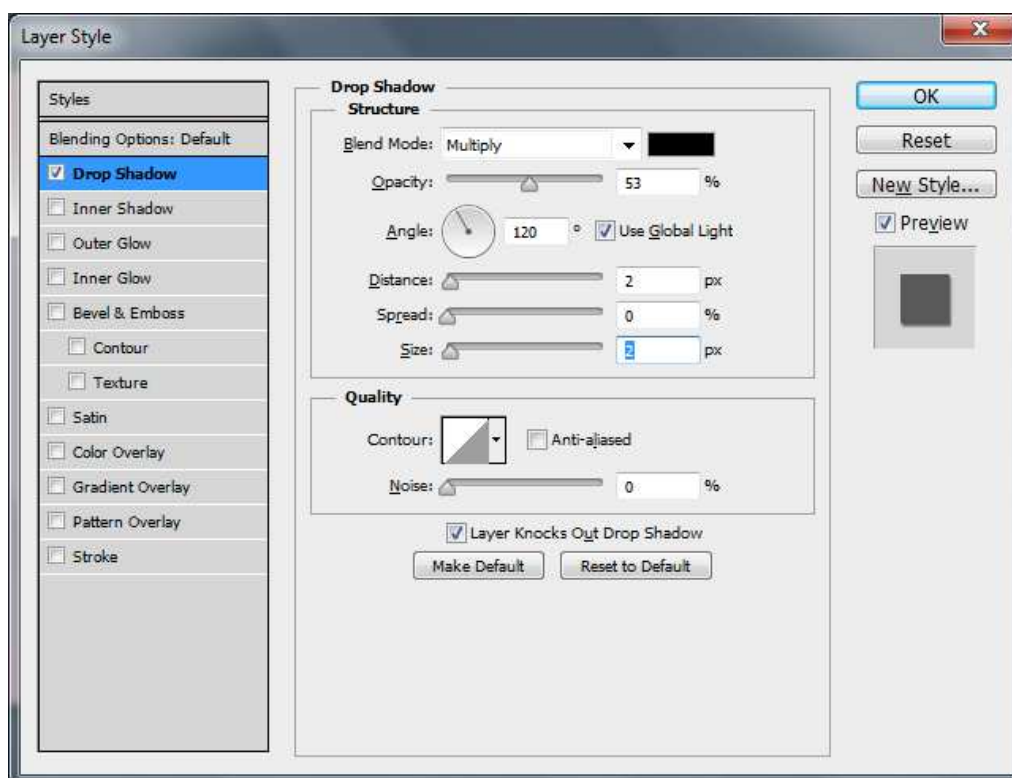 Layer Style
Styles
Blending Options: Default
Drop Shadow
Inner Shadow
Outer Glow
Inner Glow
Bevel & Emboss
Contour
Texture
Satin
Color Overlay
Gradient Overlay
Pattern Overlay
Stroke
Drop Shadow
Structure
Blend Mode: Multiply
Opacity: 53 %
Angle: 120 ° Use Global Light
Distance: 2 px
Spread: 0 %
Size: 2 px
Quality
Contour: Anti-aliased
Noise: 0 %
Layer Knocks Out Drop Shadow
Make Default Reset to Default
OK
Reset
New Style...
Preview